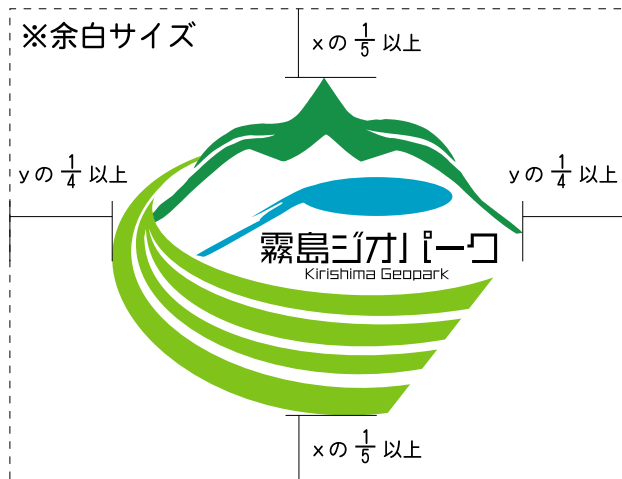 ※余白サイズ
xの1/5以上
yの1/4以上
yの1/4以上
霧島ジオパーク
Kirishima Geopark
xの1/5以上